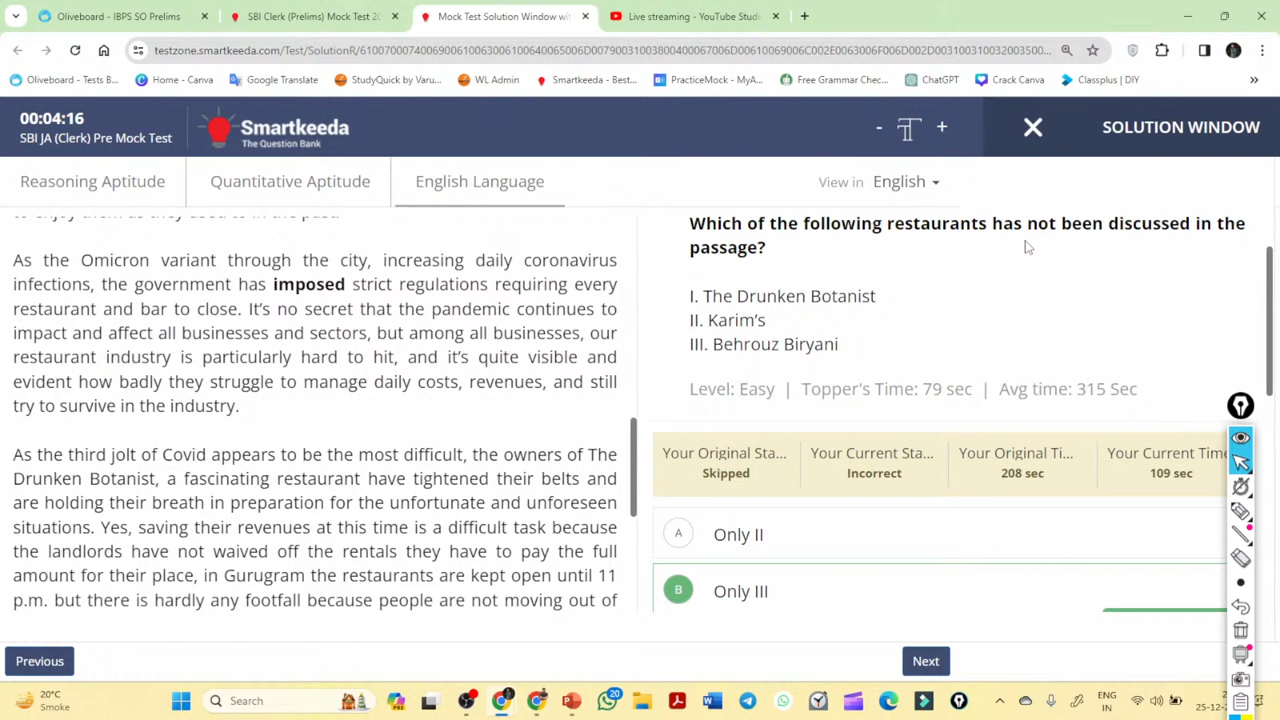 Oliveboard - IBPS SO Prelims
SBI Clerk (Prelims) Mock Test 20
Mock Test Solution Window wit
Live streaming - YouTube Studi
testzone.smartkeeda.com/Test/SolutionR/
Oliveboard - Tests B...
Home - Canva
Google Translate
StudyQuick by Varu...
WL Admin
Smartkeeda - Best...
PracticeMock - MyA...
Free Grammar Chec...
ChatGPT
Crack Canva
Classplus | DIY
00:04:16
SBI JA (Clerk) Pre Mock Test
Smartkeeda
The Question Bank
- T +
SOLUTION WINDOW
Reasoning Aptitude
Quantitative Aptitude
English Language
View in English
to enjoy them as they used to in the past.
As the Omicron variant through the city, increasing daily coronavirus
infections, the government has imposed strict regulations requiring every
restaurant and bar to close. It's no secret that the pandemic continues to
impact and affect all businesses and sectors, but among all businesses, our
restaurant industry is particularly hard to hit, and it's quite visible and
evident how badly they struggle to manage daily costs, revenues, and still
try to survive in the industry.
As the third jolt of Covid appears to be the most difficult, the owners of The
Drunken Botanist, a fascinating restaurant have tightened their belts and
are holding their breath in preparation for the unfortunate and unforeseen
situations. Yes, saving their revenues at this time is a difficult task because
the landlords have not waived off the rentals they have to pay the full
amount for their place, in Gurugram the restaurants are kept open until 11
p.m. but there is hardly any footfall because people are not moving out of
Which of the following restaurants has not been discussed in the
passage?
I. The Drunken Botanist
II. Karim's
III. Behrouz Biryani
Level: Easy | Topper's Time: 79 sec | Avg time: 315 Sec
Your Original Sta...
Skipped
Your Current Sta...
Incorrect
Your Original Ti...
208 sec
Your Current Time
109 sec
A Only II
B Only III
Previous
Next
20°C
Smoke
Search
20
ENG
IN
25-12-2